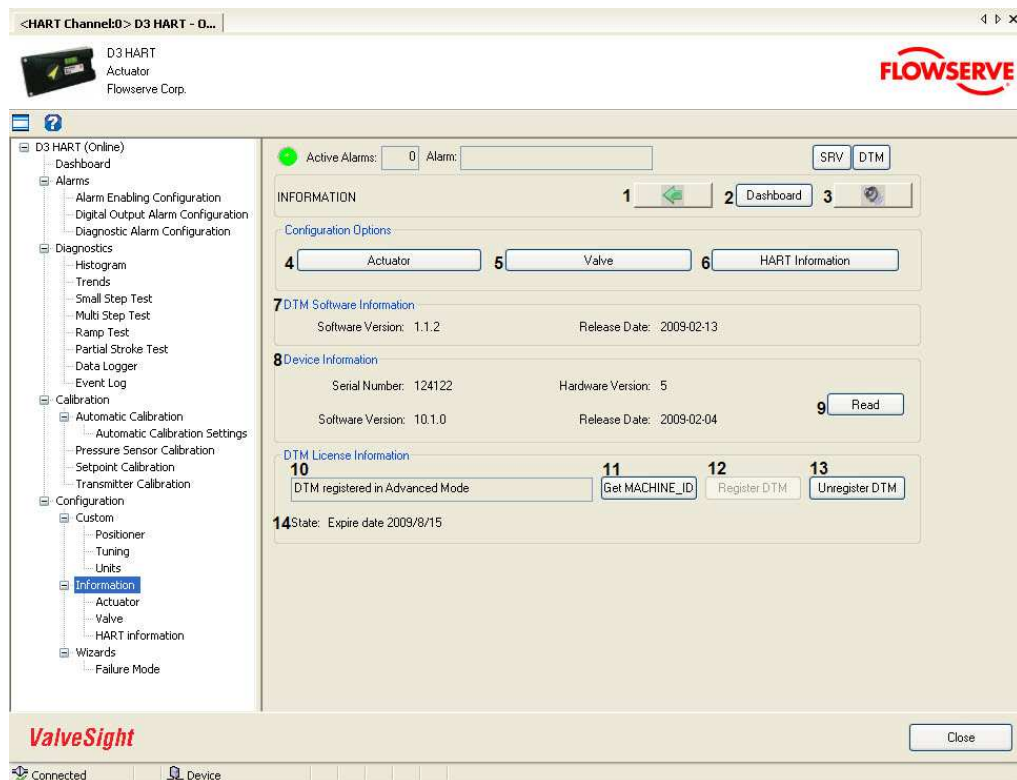 <HART Channel:0> D3 HART - O...
D3 HART
Actuator
Flowserve Corp.
FLOWSERVE
D3 HART (Online)
Dashboard
Alarms
Alarm Enabling Configuration
Digital Output Alarm Configuration
Diagnostic Alarm Configuration
Diagnostics
Histogram
Trends
Small Step Test
Multi Step Test
Ramp Test
Partial Stroke Test
Data Logger
Event Log
Calibration
Automatic Calibration
Automatic Calibration Settings
Pressure Sensor Calibration
Setpoint Calibration
Transmitter Calibration
Configuration
Custom
Positioner
Tuning
Units
Information
Actuator
Valve
HART information
Wizards
Failure Mode
Active Alarms: 0 Alarm: SRV DTM
INFORMATION 1 2 Dashboard 3
Configuration Options
4 Actuator 5 Valve 6 HART Information
7 DTM Software Information
Software Version: 1.1.2 Release Date: 2009-02-13
8 Device Information
Serial Number: 124122 Hardware Version: 5
9 Read
Software Version: 10.1.0 Release Date: 2009-02-04
DTM License Information
10 11 12 13
DTM registered in Advanced Mode Get MACHINE_ID Register DTM Unregister DTM
14 State: Expire date 2009/8/15
ValveSight Close
Connected Device